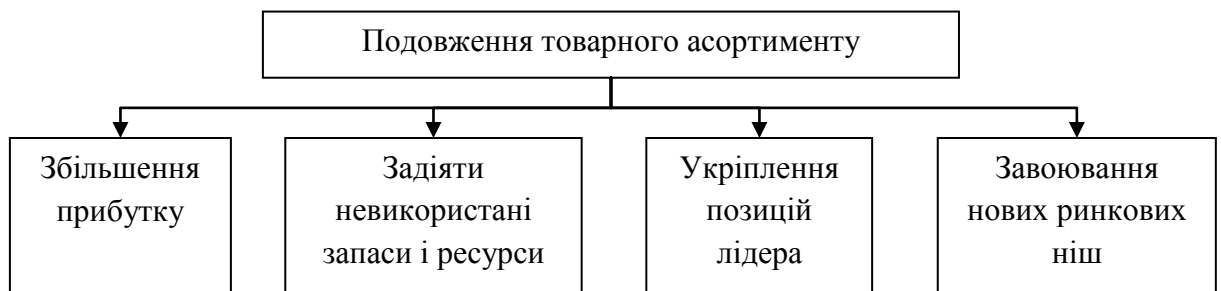 Подовження товарного асортименту
Збільшення
прибутку
Задіяти
невикористані
запаси і ресурси
Укріплення
позицій
лідера
Завоювання
нових ринкових
ніш